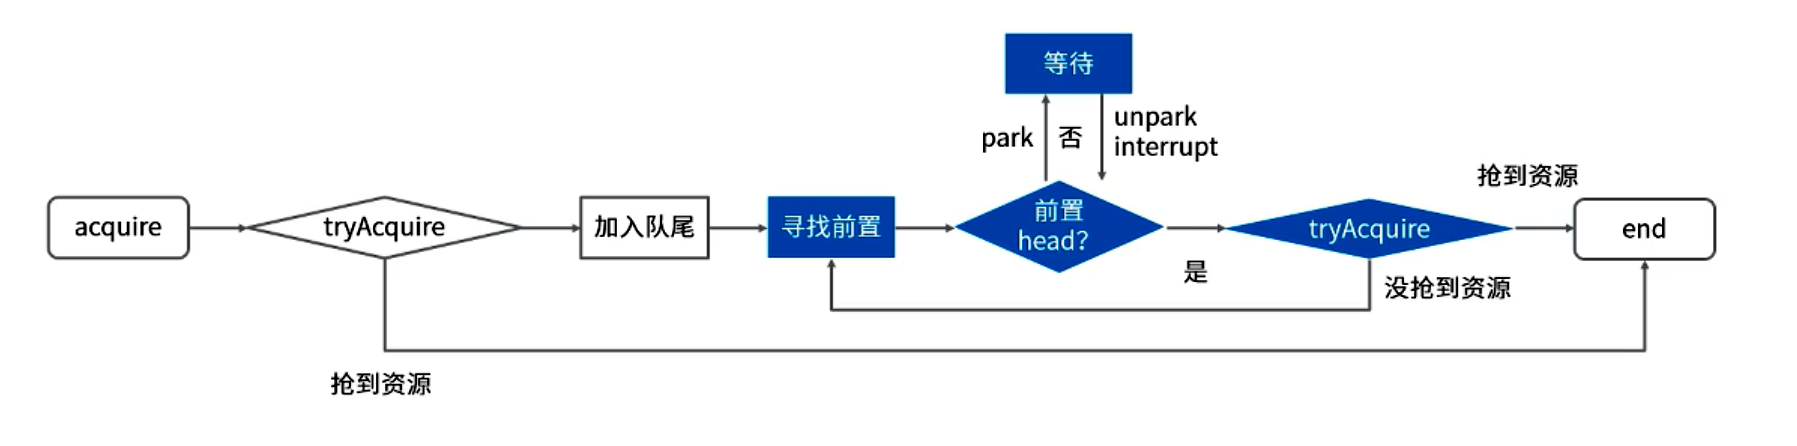 等待
park
否
unpark
interrupt
抢到资源
acquire
tryAcquire
加入队尾
寻找前置
前置
head?
tryAcquire
end
是
没抢到资源
抢到资源